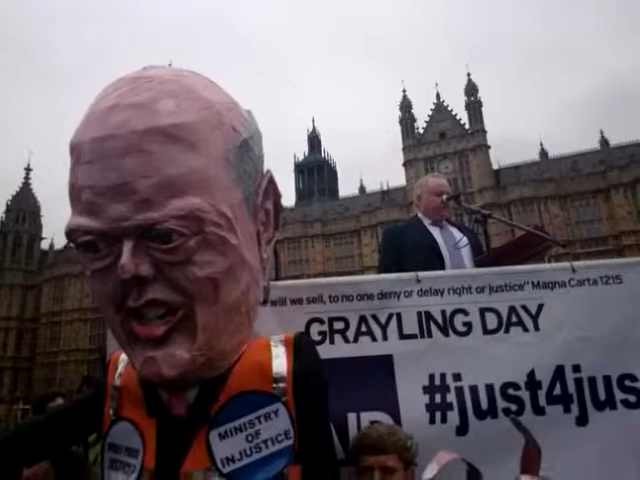 will we sell, to no one deny or delay right or justice" Magna Carta 1215
GRAYLING DAY
#just4jus
MINISTRY
OF
INJUSTICE
JUSTICE?